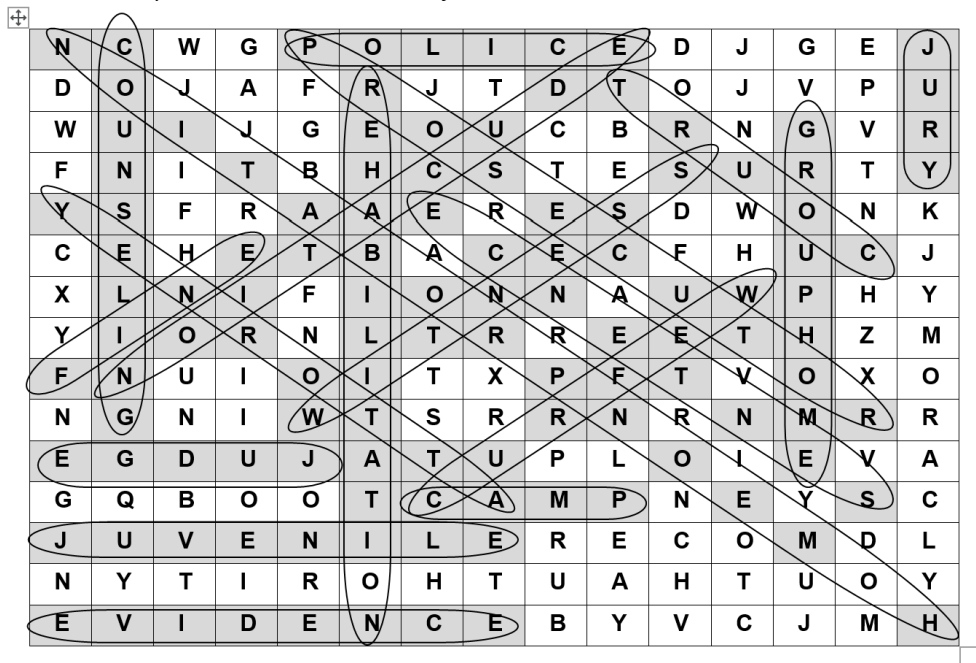 N C W G P O L I C E D J G E J
D O J A F R J T D T O J V P U
W U I J G E O U C B R N G V R
F N I T B H C S T E S U R T Y
Y S F R A A E R E S D W O N K
C E H E T B A C E C F H U C J
X L N I F I O N N A U W P H Y
Y I O R N L T R R E E T H Z M
F N U I O I T X P F T V O X O
N G N I W T S R R N R N M R R
E G D U J A T U P L O I E V A
G Q B O O T C A M P N E Y S C
J U V E N I L E R E C O M D L
N Y T I R O H T U A H T U O Y
E V I D E N C E B Y V C J M H